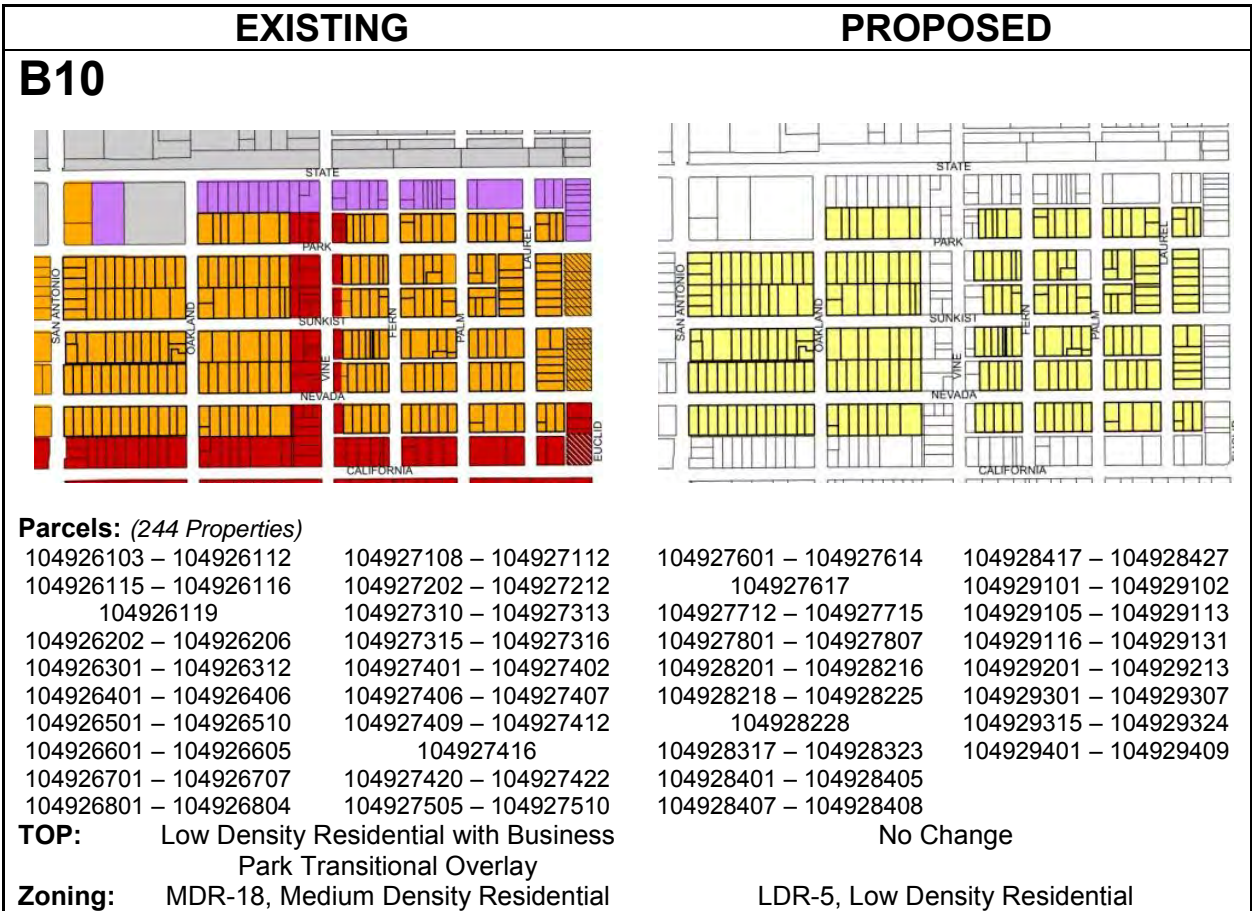 EXISTING PROPOSED
B10
STATE
PARK
LAUREL
SAN ANTONIO
OAKLAND
SUNKIST
FERN
PALM
VINE
NEVADA
EUCLID
CALIFORNIA
STATE
PARK
LAUREL
SAN ANTONIO
OAKLAND
SUNKIST
FERN
PALM
VINE
NEVADA
CALIFORNIA
Parcels: (244 Properties)
104926103 – 104926112 104927108 – 104927112 104927601 – 104927614 104928417 – 104928427
104926115 – 104926116 104927202 – 104927212 104927617 104929101 – 104929102
104926119 104927310 – 104927313 104927712 – 104927715 104929105 – 104929113
104926202 – 104926206 104927315 – 104927316 104927801 – 104927807 104929116 – 104929131
104926301 – 104926312 104927401 – 104927402 104928201 – 104928216 104929201 – 104929213
104926401 – 104926406 104927406 – 104927407 104928218 – 104928225 104929301 – 104929307
104926501 – 104926510 104927409 – 104927412 104928228 104929315 – 104929324
104926601 – 104926605 104927416 104928317 – 104928323 104929401 – 104929409
104926701 – 104926707 104927420 – 104927422 104928401 – 104928405
104926801 – 104926804 104927505 – 104927510 104928407 – 104928408
TOP: Low Density Residential with Business No Change
Park Transitional Overlay
Zoning: MDR-18, Medium Density Residential LDR-5, Low Density Residential